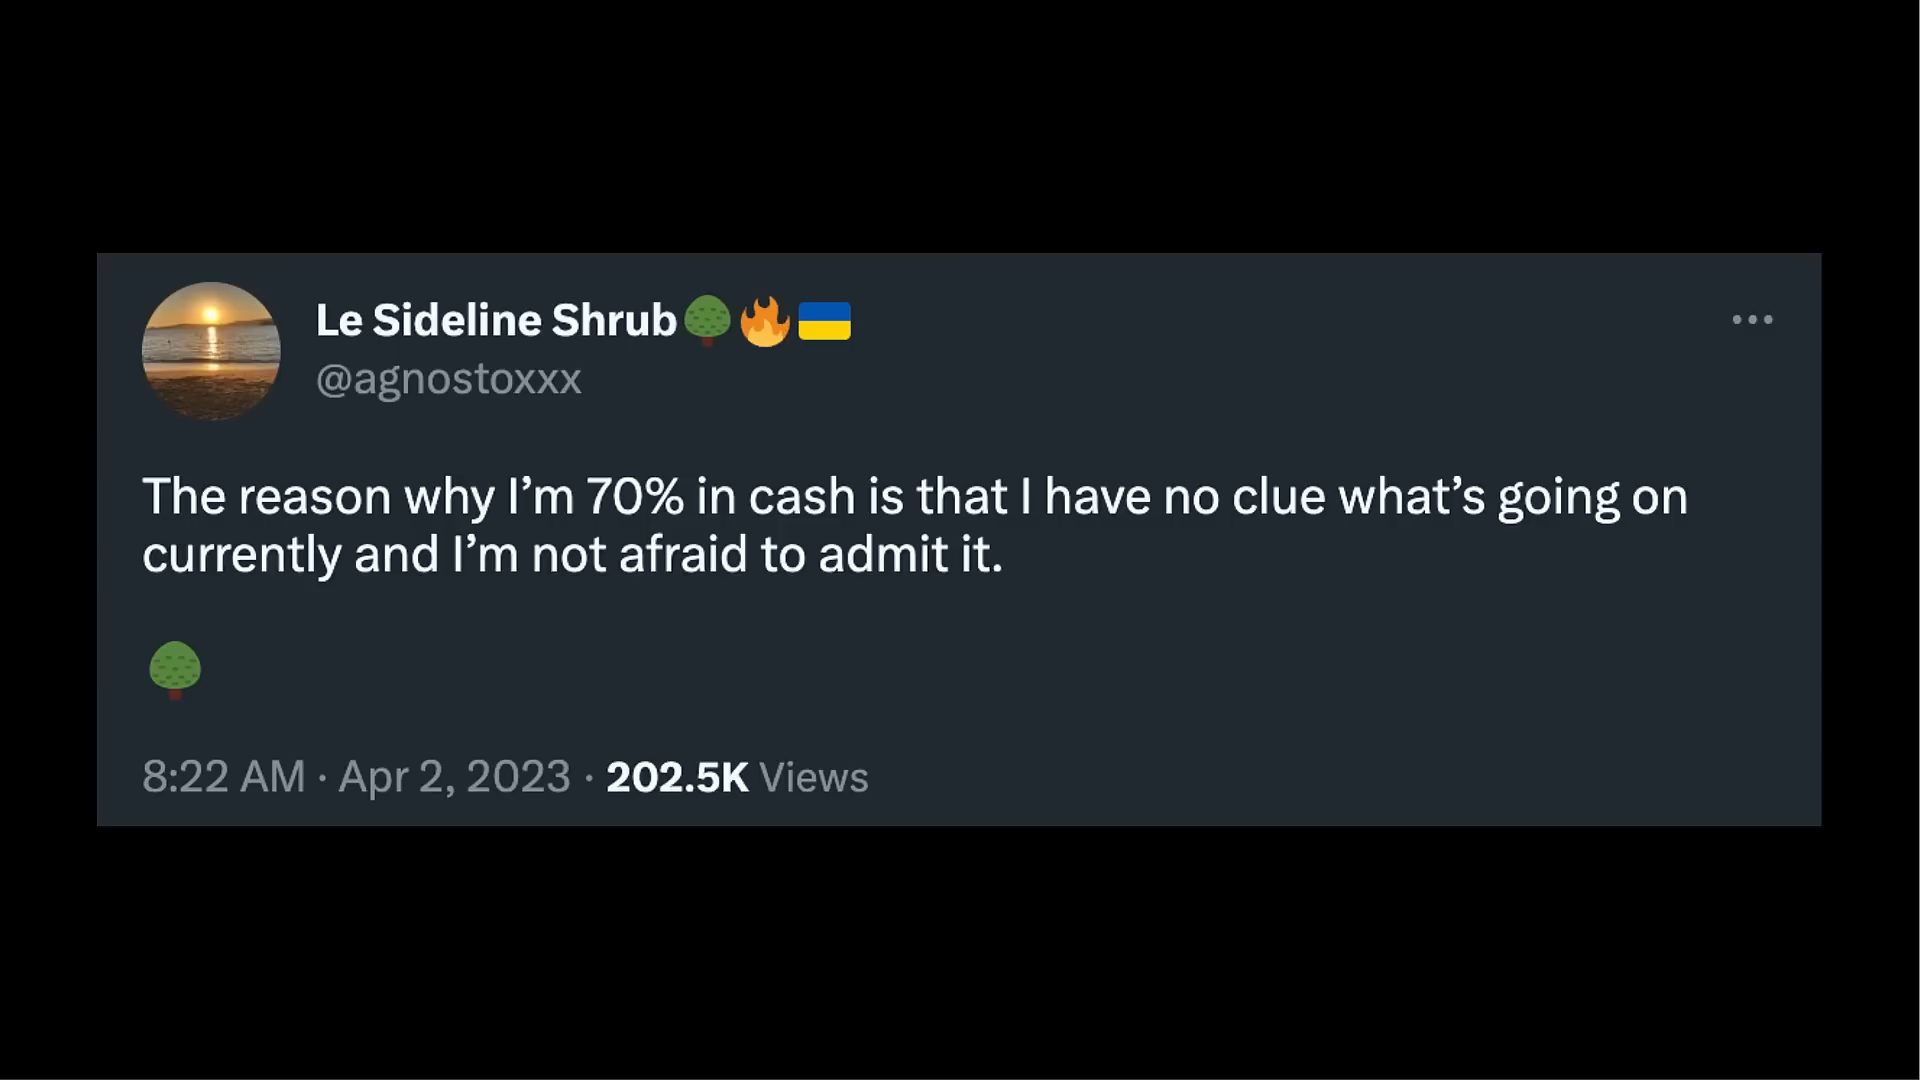 Le Sideline Shrub🌳🔥🇺🇦
@agnostoxxx
The reason why I’m 70% in cash is that I have no clue what’s going on
currently and I’m not afraid to admit it.
🌳
8:22 AM · Apr 2, 2023 · 202.5K Views